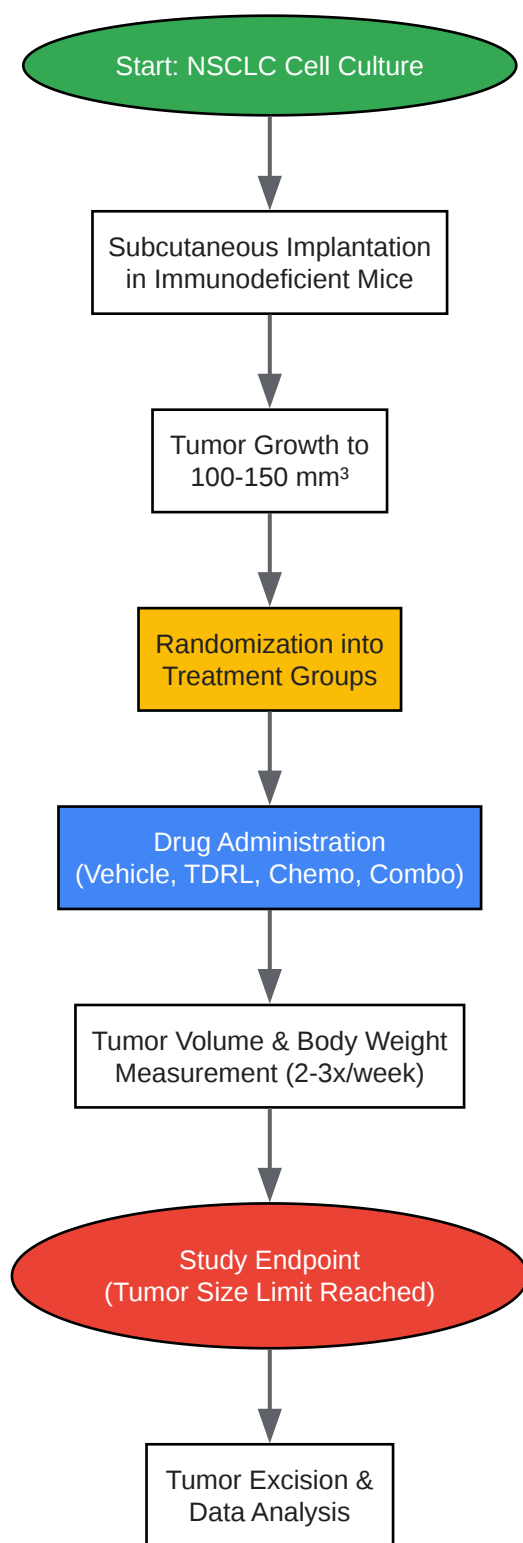 Start: NSCLC Cell Culture
Subcutaneous Implantation
in Immunodeficient Mice
Tumor Growth to
100-150 mm³
Randomization into
Treatment Groups
Drug Administration
(Vehicle, TDRL, Chemo, Combo)
Tumor Volume & Body Weight
Measurement (2-3x/week)
Study Endpoint
(Tumor Size Limit Reached)
Tumor Excision &
Data Analysis